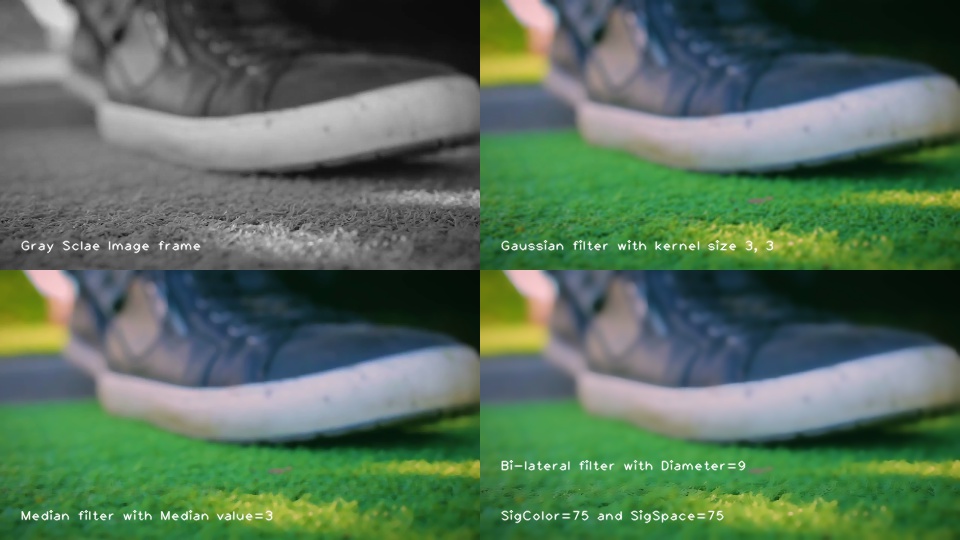 Gray Sclae Image frame
Gaussian filter with kernel size 3, 3
Median filter with Median value=3
Bi-lateral filter with Diameter=9
SigColor=75 and SigSpace=75